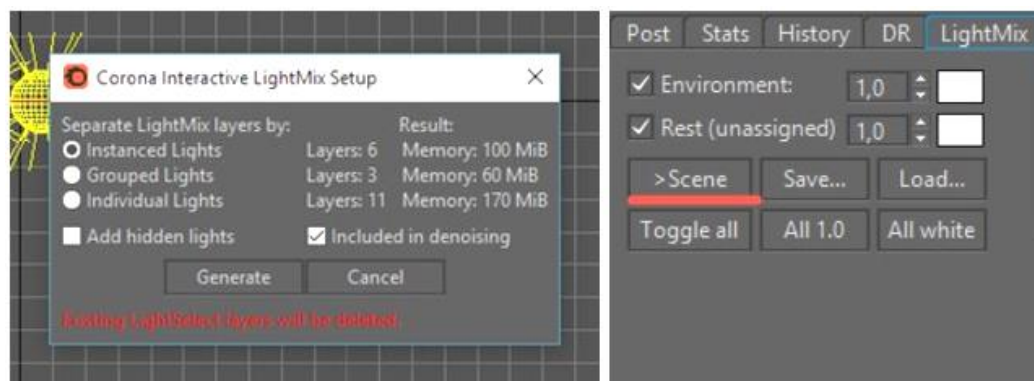 Corona Interactive LightMix Setup
Separate LightMix layers by: Result:
Instanced Lights Layers: 6 Memory: 100 MiB
Grouped Lights Layers: 3 Memory: 60 MiB
Individual Lights Layers: 11 Memory: 170 MiB
Add hidden lights Included in denoising
Generate Cancel
Existing LightSelect layers will be deleted.
Post Stats History DR LightMix
Environment: 1,0
Rest (unassigned) 1,0
>Scene Save... Load...
Toggle all All 1.0 All white